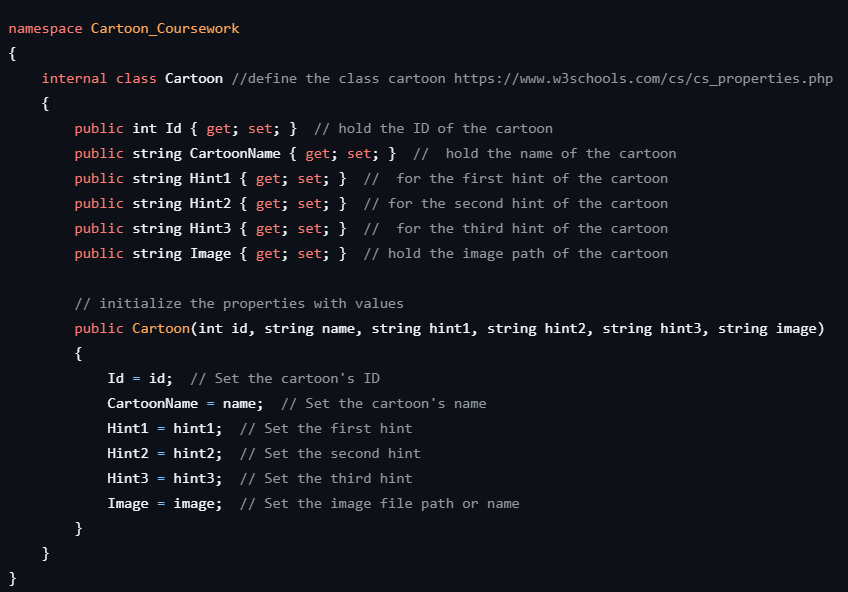 namespace Cartoon_Coursework
{
    internal class Cartoon //define the class cartoon https://www.w3schools.com/cs/cs_properties.php
    {
        public int Id { get; set; }  // hold the ID of the cartoon
        public string CartoonName { get; set; }  //  hold the name of the cartoon
        public string Hint1 { get; set; }  //  for the first hint of the cartoon
        public string Hint2 { get; set; }  // for the second hint of the cartoon
        public string Hint3 { get; set; }  //  for the third hint of the cartoon
        public string Image { get; set; }  // hold the image path of the cartoon

        // initialize the properties with values
        public Cartoon(int id, string name, string hint1, string hint2, string hint3, string image)
        {
            Id = id;  // Set the cartoon's ID
            CartoonName = name;  // Set the cartoon's name
            Hint1 = hint1;  // Set the first hint
            Hint2 = hint2;  // Set the second hint
            Hint3 = hint3;  // Set the third hint
            Image = image;  // Set the image file path or name
        }
    }
}